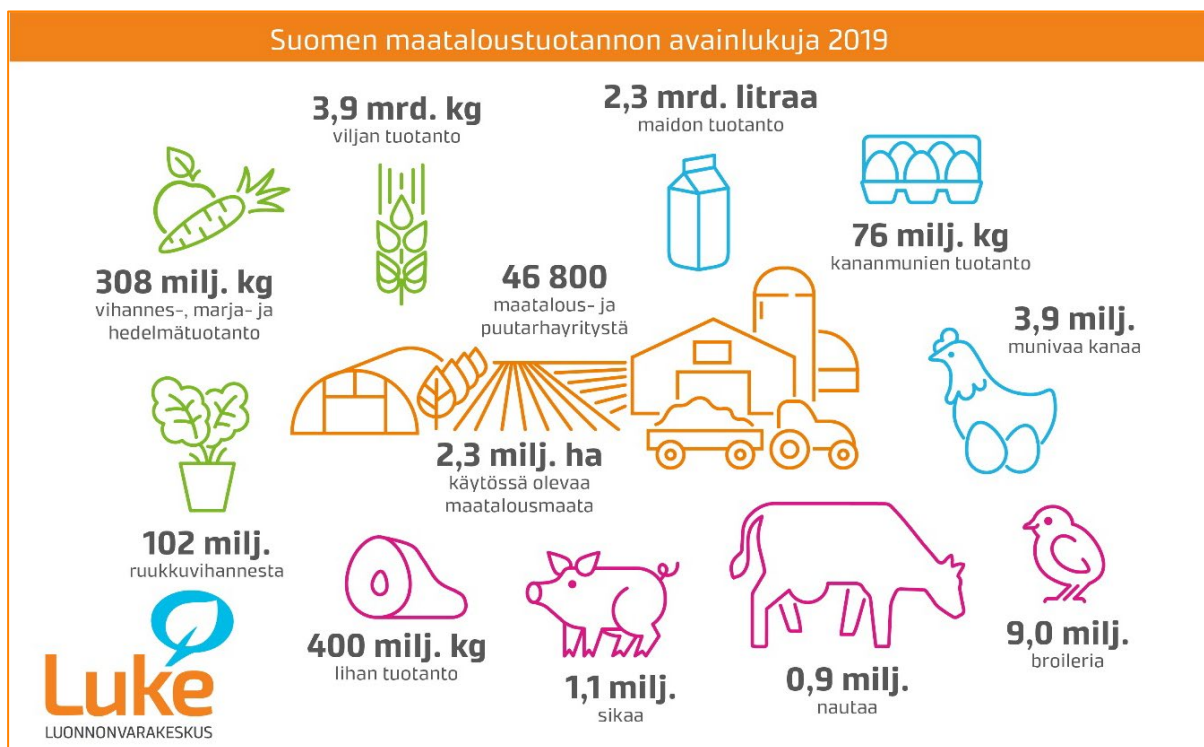 Suomen maataloustuotannon avainlukuja 2019
3,9 mrd. kg
viljan tuotanto
2,3 mrd. litraa
maidon tuotanto
308 milj. kg
vihannes-, marja- ja
hedelmätuotanto
46 800
maatalous- ja
puutarhayritystä
76 milj. kg
kananmunien tuotanto
3,9 milj.
munivaa kanaa
2,3 milj. ha
käytössä olevaa
maatalousmaata
102 milj.
ruukkuvihannesta
400 milj. kg
lihan tuotanto
1,1 milj.
sikaa
0,9 milj.
nautaa
9,0 milj.
broileria
Luke
LUONNONVARAKESKUS